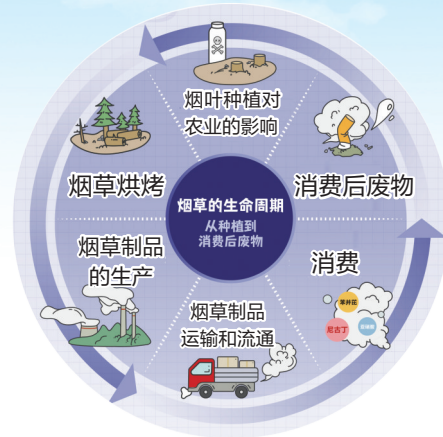 烟叶种植对
农业的影响
烟草烘烤
消费后废物
烟草的生命周期
从种植到
消费后废物
烟草制品
的生产
消费
苯并芘
尼古丁
烟草制品
运输和流通